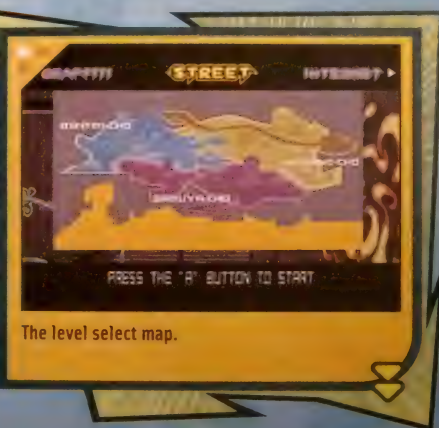 GRAFFITI STREET INTERNET
BENTEN-CHO
SHIBUYA-CHO
PRESS THE "A" BUTTON TO START
The level select map.